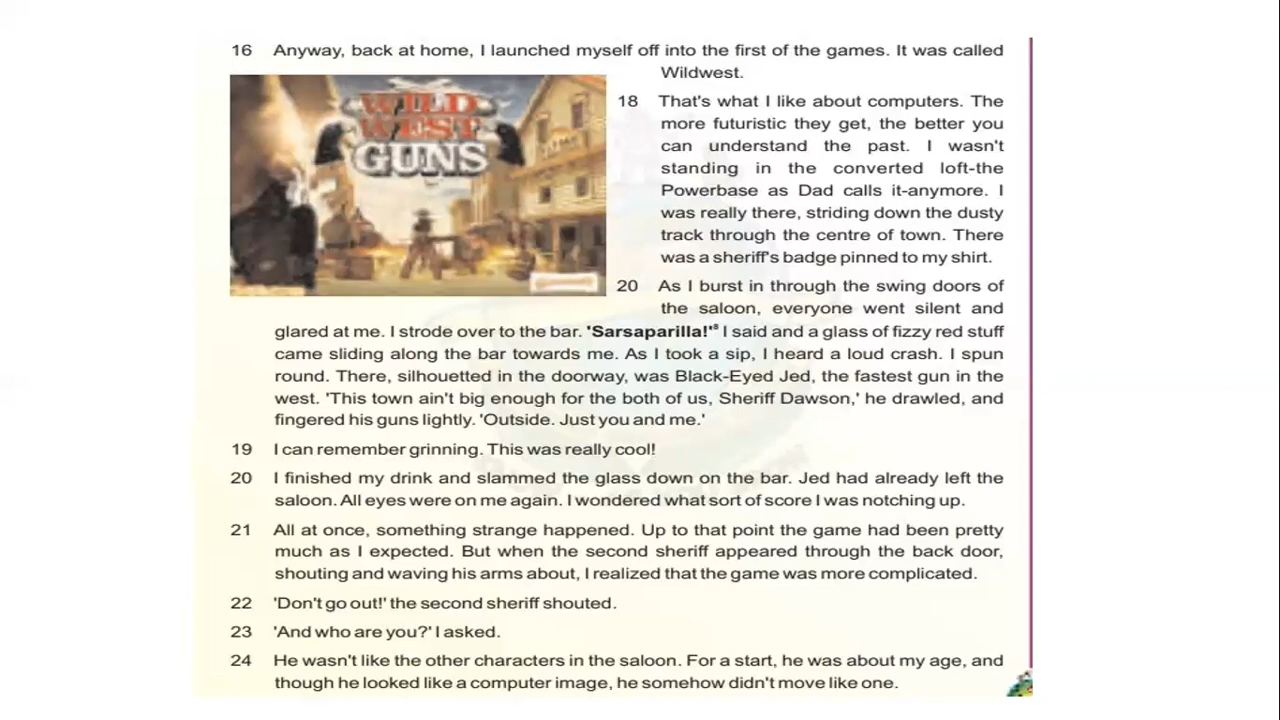 16 Anyway, back at home, I launched myself off into the first of the games. It was called
Wildwest.
WILD
WEST
GUNS
18 That's what I like about computers. The
more futuristic they get, the better you
can understand the past. I wasn't
standing in the converted loft-the
Powerbase as Dad calls it-anymore. I
was really there, striding down the dusty
track through the centre of town. There
was a sheriff's badge pinned to my shirt.
20 As I burst in through the swing doors of
the saloon, everyone went silent and
glared at me. I strode over to the bar. 'Sarsaparilla!'⁸ I said and a glass of fizzy red stuff
came sliding along the bar towards me. As I took a sip, I heard a loud crash. I spun
round. There, silhouetted in the doorway, was Black-Eyed Jed, the fastest gun in the
west. 'This town ain't big enough for the both of us, Sheriff Dawson,' he drawled, and
fingered his guns lightly. 'Outside. Just you and me.'
19 I can remember grinning. This was really cool!
20 I finished my drink and slammed the glass down on the bar. Jed had already left the
saloon. All eyes were on me again. I wondered what sort of score I was notching up.
21 All at once, something strange happened. Up to that point the game had been pretty
much as I expected. But when the second sheriff appeared through the back door,
shouting and waving his arms about, I realized that the game was more complicated.
22 'Don't go out!' the second sheriff shouted.
23 'And who are you?' I asked.
24 He wasn't like the other characters in the saloon. For a start, he was about my age, and
though he looked like a computer image, he somehow didn't move like one.